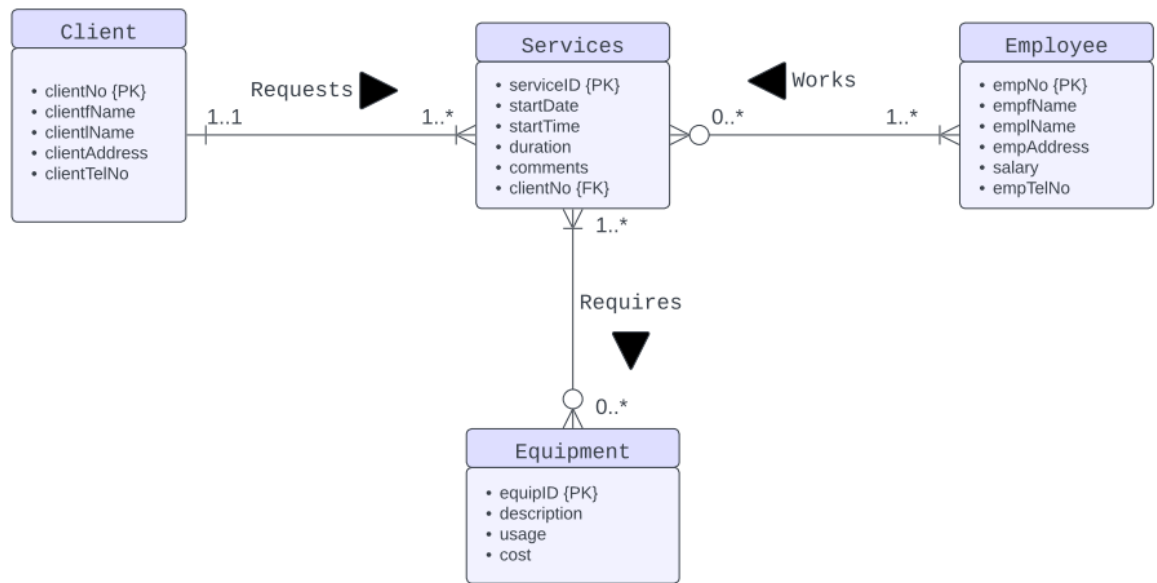 Client
• clientNo {PK}
• clientfName
• clientlName
• clientAddress
• clientTelNo
Requests
1..1
1..*
Services
• serviceID {PK}
• startDate
• startTime
• duration
• comments
• clientNo {FK}
Works
0..*
1..*
Employee
• empNo {PK}
• empfName
• emplName
• empAddress
• salary
• empTelNo
1..*
Requires
0..*
Equipment
• equipID {PK}
• description
• usage
• cost